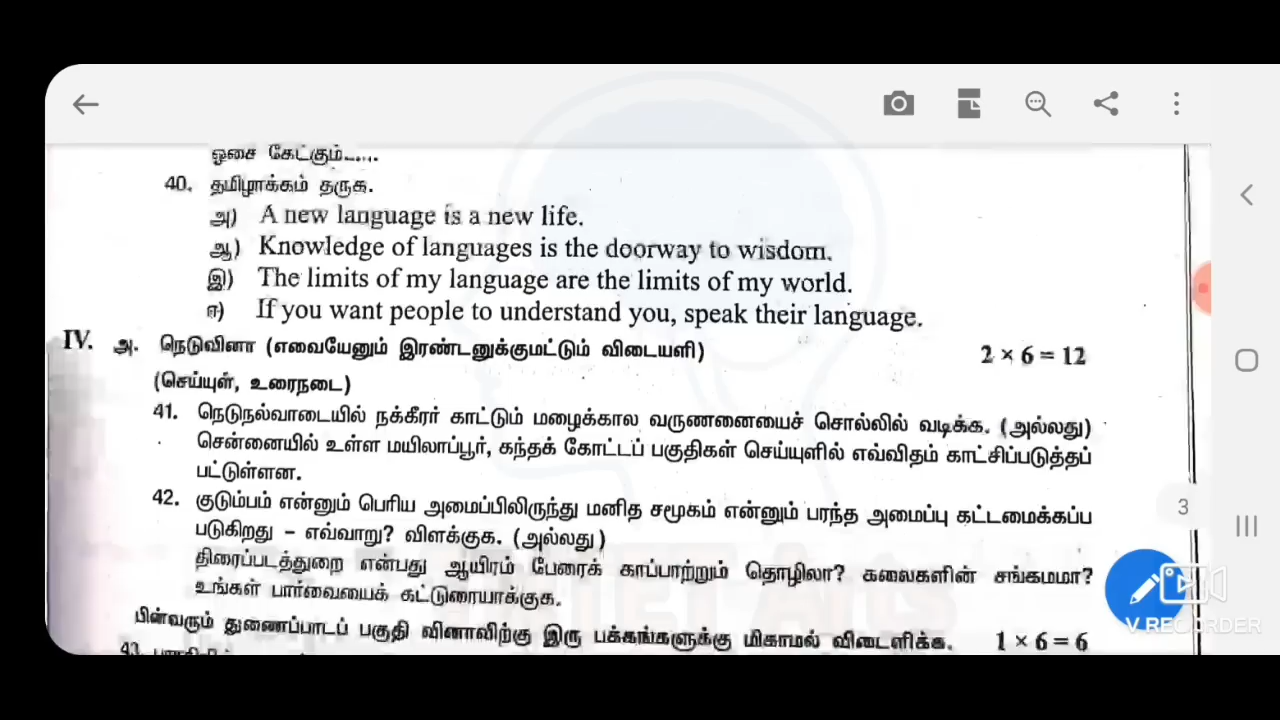 ஓசை கேட்கும்.....
40. தமிழாக்கம் தருக.
அ) A new language is a new life.
ஆ) Knowledge of languages is the doorway to wisdom.
இ) The limits of my language are the limits of my world.
ஈ) If you want people to understand you, speak their language.
IV. அ. நெடுவினா (எவையேனும் இரண்டனுக்குமட்டும் விடையளி) 2 × 6 = 12
(செய்யுள், உரைநடை)
41. நெடுநல்வாடையில் நக்கீரர் காட்டும் மழைக்கால வருணனையைச் சொல்லில் வடிக்க. (அல்லது)
சென்னையில் உள்ள மயிலாப்பூர், கந்தக் கோட்டப் பகுதிகள் செய்யுளில் எவ்விதம் காட்சிப்படுத்தப்
பட்டுள்ளன.
42. குடும்பம் என்னும் பெரிய அமைப்பிலிருந்து மனித சமூகம் என்னும் பரந்த அமைப்பு கட்டமைக்கப்ப
படுகிறது – எவ்வாறு? விளக்குக. (அல்லது)
திரைப்படத்துறை என்பது ஆயிரம் பேரைக் காப்பாற்றும் தொழிலா? கலைகளின் சங்கமமா?
உங்கள் பார்வையைக் கட்டுரையாக்குக.
3
பின்வரும் துணைப்பாடப் பகுதி வினாவிற்கு இரு பக்கங்களுக்கு மிகாமல் விடைளிக்க. 1 × 6 = 6
43.
V RECORDER